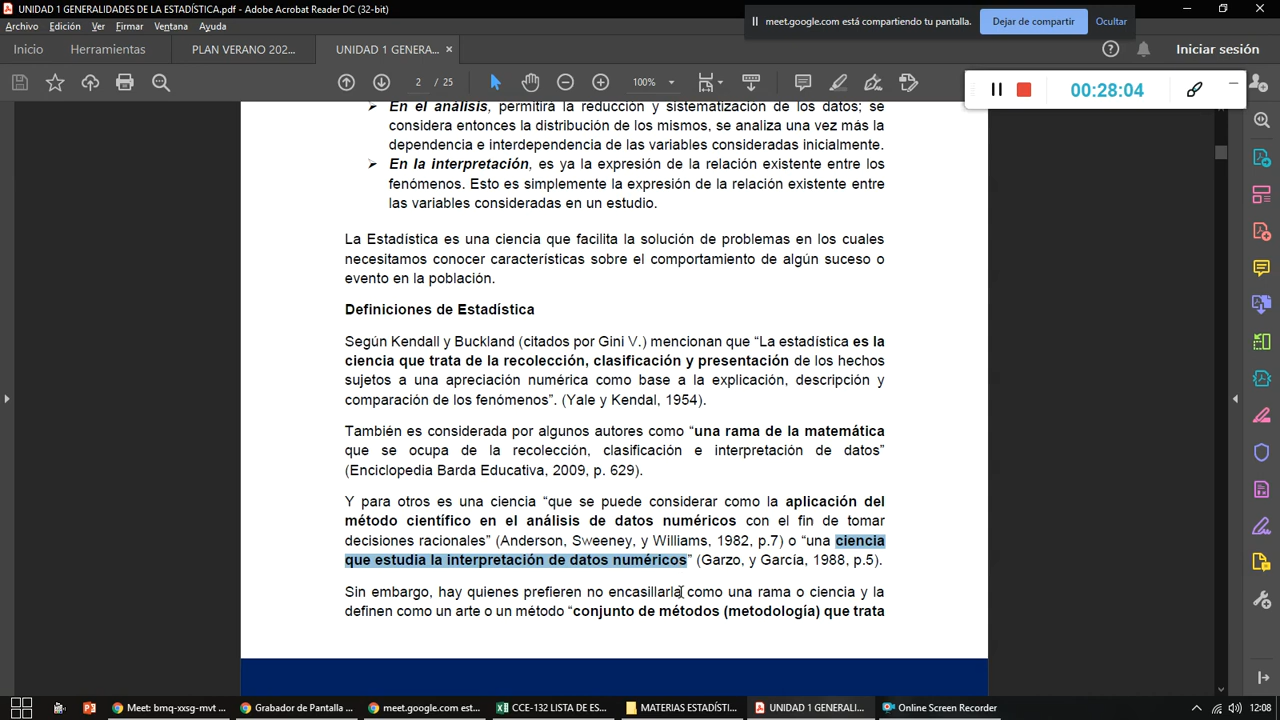 UNIDAD 1 GENERALIDADES DE LA ESTADÍSTICA.pdf - Adobe Acrobat Reader DC (32-bit)
Archivo Edición Ver Firmar Ventana Ayuda
meet.google.com está compartiendo tu pantalla. Dejar de compartir Ocultar
Inicio Herramientas PLAN VERANO 202... UNIDAD 1 GENERA... × Iniciar sesión
2 / 25 100% 00:28:04
En el análisis, permitirá la reducción y sistematización de los datos; se
considera entonces la distribución de los mismos, se analiza una vez más la
dependencia e interdependencia de las variables consideradas inicialmente.
En la interpretación, es ya la expresión de la relación existente entre los
fenómenos. Esto es simplemente la expresión de la relación existente entre
las variables consideradas en un estudio.
La Estadística es una ciencia que facilita la solución de problemas en los cuales
necesitamos conocer características sobre el comportamiento de algún suceso o
evento en la población.
Definiciones de Estadística
Según Kendall y Buckland (citados por Gini V.) mencionan que “La estadística es la
ciencia que trata de la recolección, clasificación y presentación de los hechos
sujetos a una apreciación numérica como base a la explicación, descripción y
comparación de los fenómenos”. (Yale y Kendal, 1954).
También es considerada por algunos autores como “una rama de la matemática
que se ocupa de la recolección, clasificación e interpretación de datos”
(Enciclopedia Barda Educativa, 2009, p. 629).
Y para otros es una ciencia “que se puede considerar como la aplicación del
método científico en el análisis de datos numéricos con el fin de tomar
decisiones racionales” (Anderson, Sweeney, y Williams, 1982, p.7) o “una ciencia
que estudia la interpretación de datos numéricos” (Garzo, y García, 1988, p.5).
Sin embargo, hay quienes prefieren no encasillarla como una rama o ciencia y la
definen como un arte o un método “conjunto de métodos (metodología) que trata
Meet: bmq-xxsg-mvt ... Grabador de Pantalla ... meet.google.com est... CCE-132 LISTA DE ES... MATERIAS ESTADÍSTI... UNIDAD 1 GENERALI... Online Screen Recorder 12:08